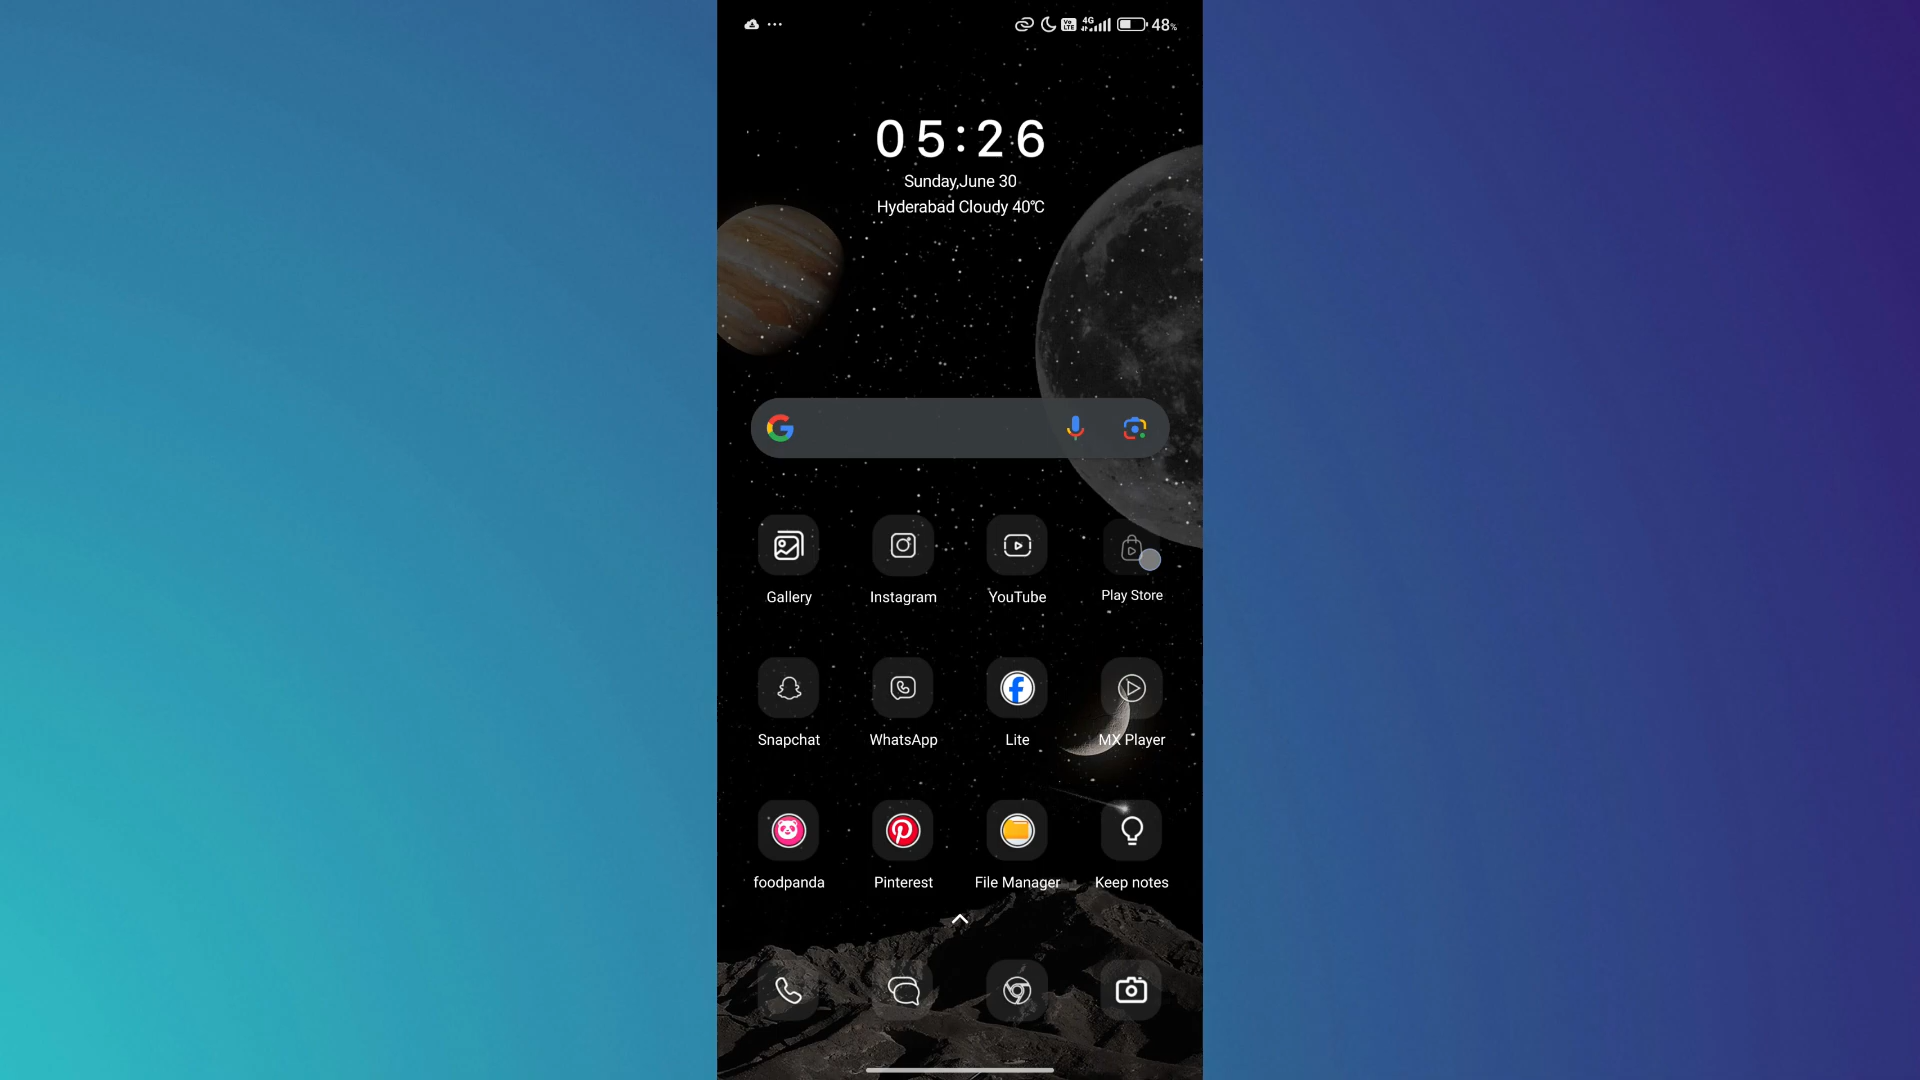 4G
48%
05:26
Sunday,June 30
Hyderabad Cloudy 40°C
Gallery
Instagram
YouTube
Play Store
Snapchat
WhatsApp
Lite
MX Player
foodpanda
Pinterest
File Manager
Keep notes